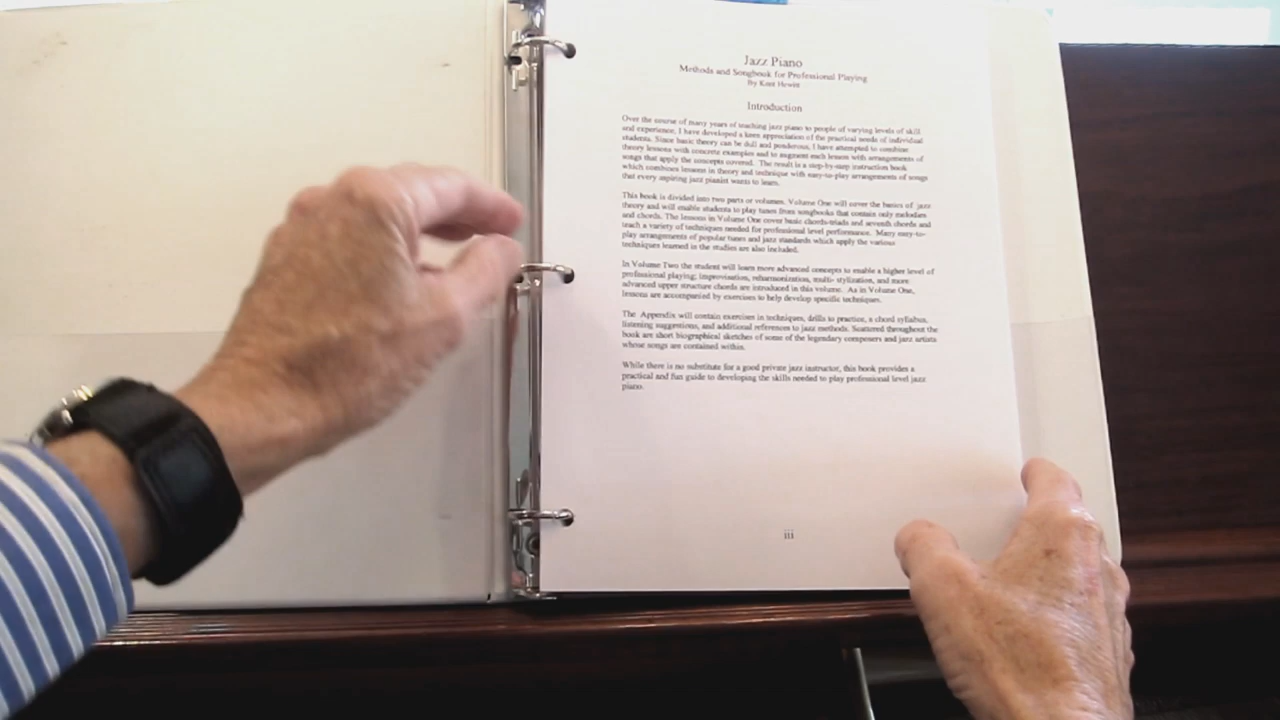 Jazz Piano
Methods and Songbook for Professional Playing
By Kent Hewitt
Introduction
Over the course of many years of teaching jazz piano to people of varying levels of skill
and experience, I have developed a keen appreciation of the practical needs of individual
students. Since basic theory can be dull and ponderous, I have attempted to combine
theory lessons with concrete examples and to augment each lesson with arrangements of
songs that apply the concepts covered. The result is a step-by-step instruction book
which combines lessons in theory and technique with easy-to-play arrangements of songs
that every aspiring jazz pianist wants to learn.
This book is divided into two parts or volumes. Volume One will cover the basics of jazz
theory and will enable students to play tunes from songbooks that contain only melodies
and chords. The lessons in Volume One cover basic chords-triads and seventh chords and
teach a variety of techniques needed for professional level performance. Many easy-to-
play arrangements of popular tunes and jazz standards which apply the various
techniques learned in the studies are also included.
In Volume Two the student will learn more advanced concepts to enable a higher level of
professional playing; improvisation, reharmonization, multi- stylization, and more
advanced upper structure chords are introduced in this volume. As in Volume One,
lessons are accompanied by exercises to help develop specific techniques.
The Appendix will contain exercises in techniques, drills to practice, a chord syllabus,
listening suggestions, and additional references to jazz methods. Scattered throughout the
book are short biographical sketches of some of the legendary composers and jazz artists
whose songs are contained within.
While there is no substitute for a good private jazz instructor, this book provides a
practical and fun guide to developing the skills needed to play professional level jazz
piano.
iii